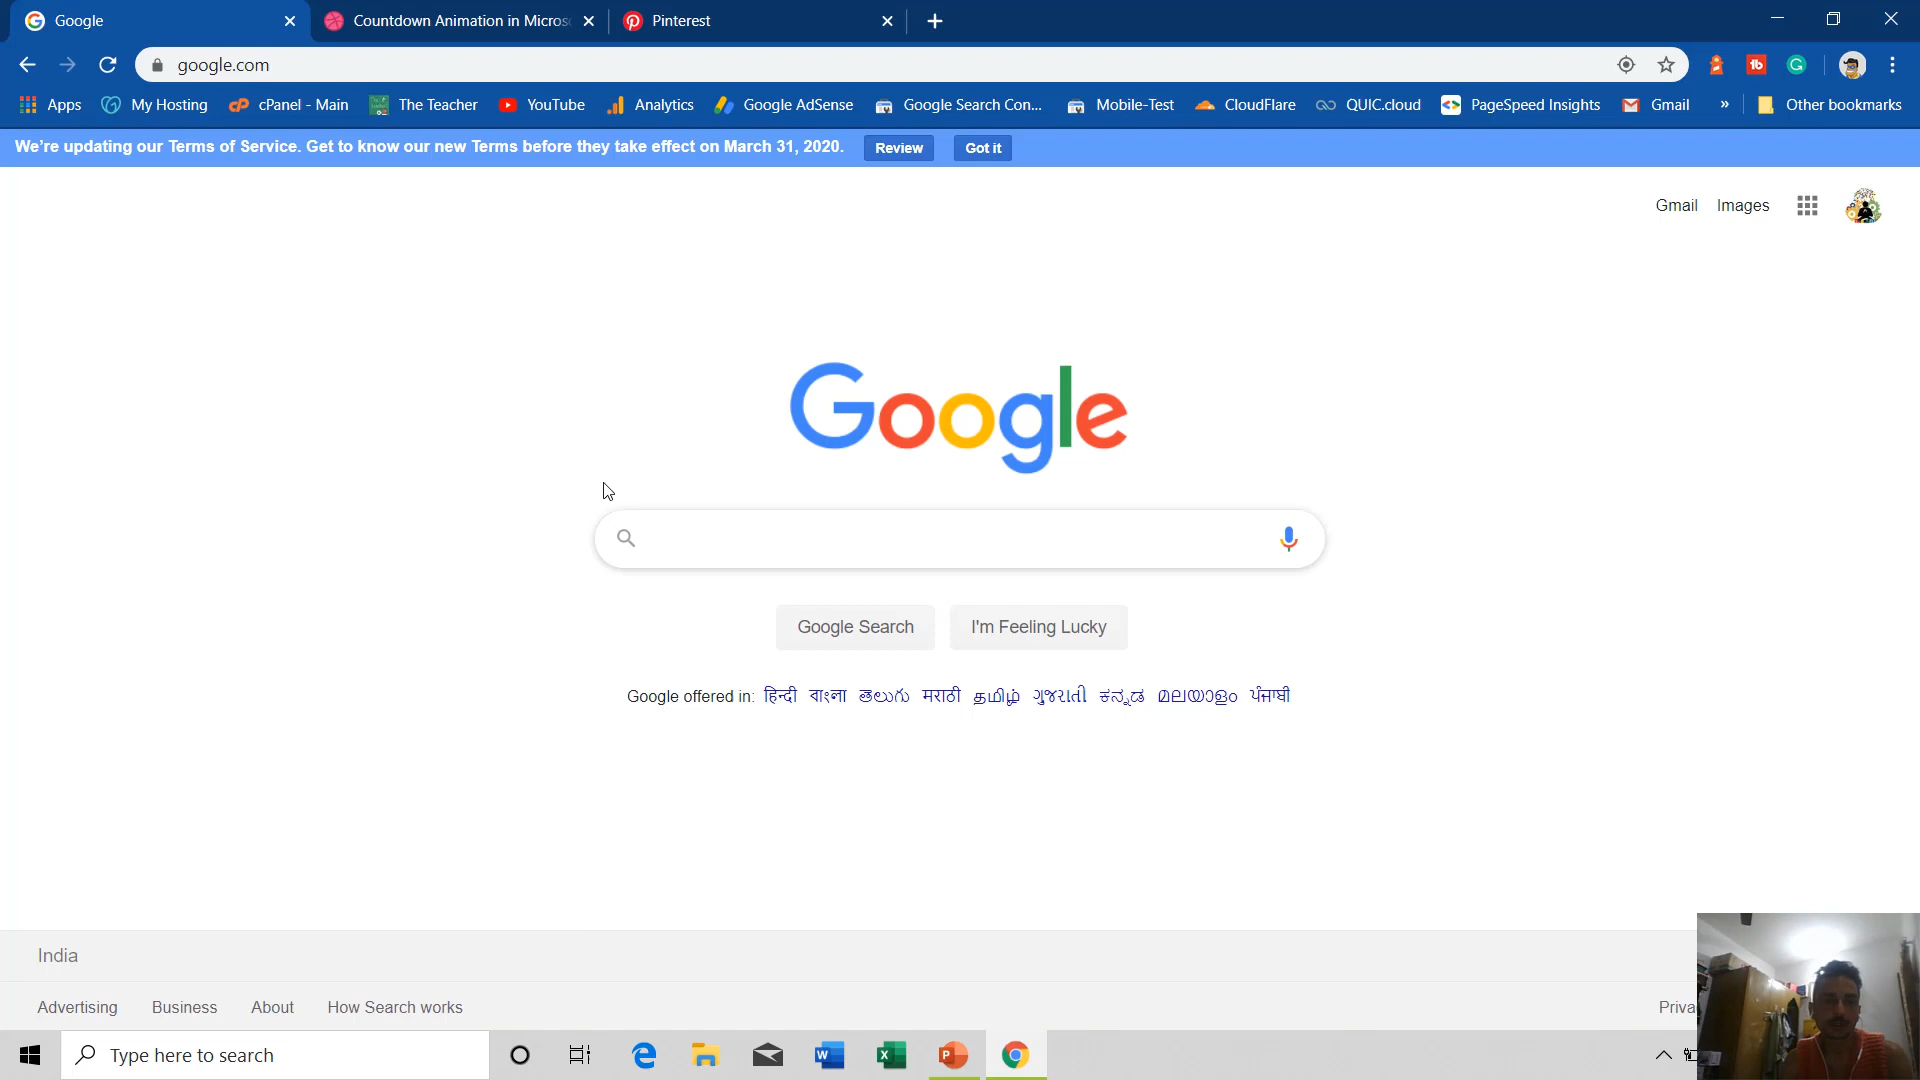 Google
Countdown Animation in Micros
Pinterest
google.com
Apps
My Hosting
cPanel - Main
The Teacher
YouTube
Analytics
Google AdSense
Google Search Con...
Mobile-Test
CloudFlare
QUIC.cloud
PageSpeed Insights
Gmail
»
Other bookmarks
We're updating our Terms of Service. Get to know our new Terms before they take effect on March 31, 2020.
Review
Got it
Gmail
Images
Google
Google Search
I'm Feeling Lucky
Google offered in: हिन्दी বাংলা తెలుగు मराठी தமிழ் ગુજરાતી ಕನ್ನಡ മലയാളം ਪੰਜਾਬੀ
India
Advertising
Business
About
How Search works
Priva
Type here to search